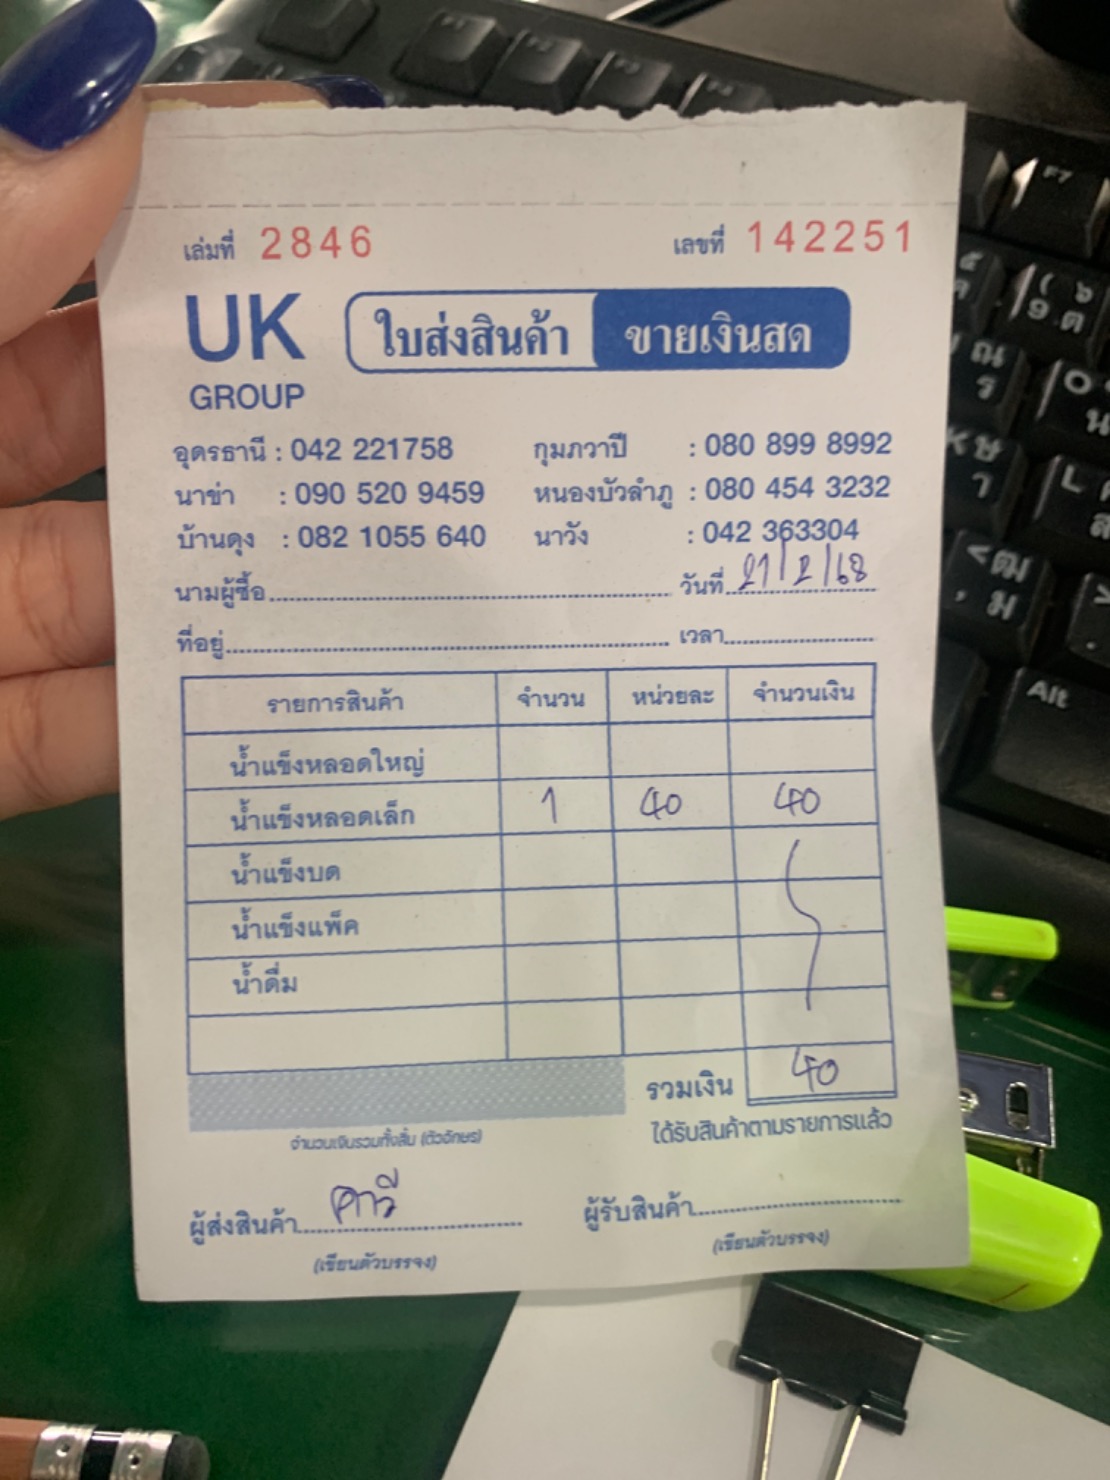 เล่มที่ 2846 เลขที่ 142251
UK GROUP
ใบส่งสินค้า ขายเงินสด
อุดรธานี : 042 221758 กุมภวาปี : 080 899 8992
นาข่า : 090 520 9459 หนองบัวลำภู : 080 454 3232
บ้านดุง : 082 1055 640 นาวัง : 042 363304
นามผู้ซื้อ วันที่ 21/2/68
ที่อยู่ เวลา
รายการสินค้า จำนวน หน่วยละ จำนวนเงิน
น้ำแข็งหลอดใหญ่
น้ำแข็งหลอดเล็ก 1 40 40
น้ำแข็งบด
น้ำแข็งแพ็ค
น้ำดื่ม
รวมเงิน 40
จำนวนเงินรวมทั้งสิ้น (ตัวอักษร) ได้รับสินค้าตามรายการแล้ว
ผู้ส่งสินค้า ผู้รับสินค้า
(เขียนตัวบรรจง) (เขียนตัวบรรจง)
F7
Alt